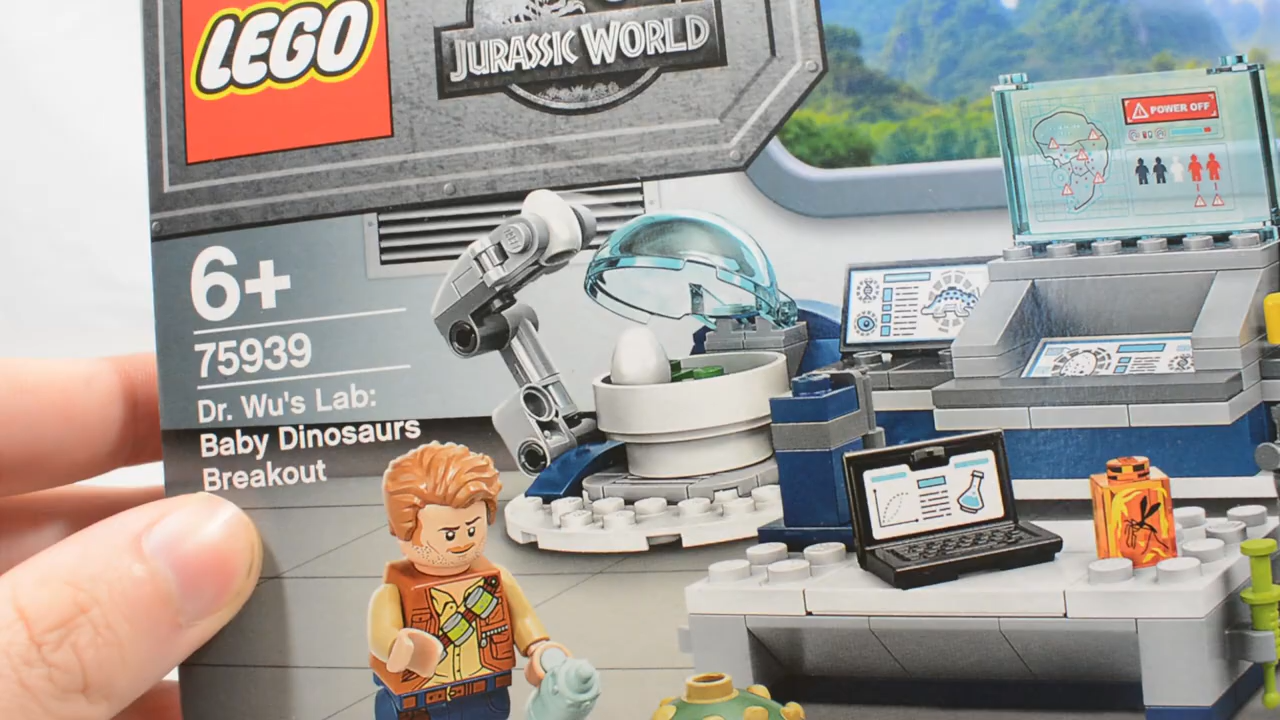 LEGO
JURASSIC WORLD
POWER OFF
6+
75939
Dr. Wu's Lab:
Baby Dinosaurs
Breakout